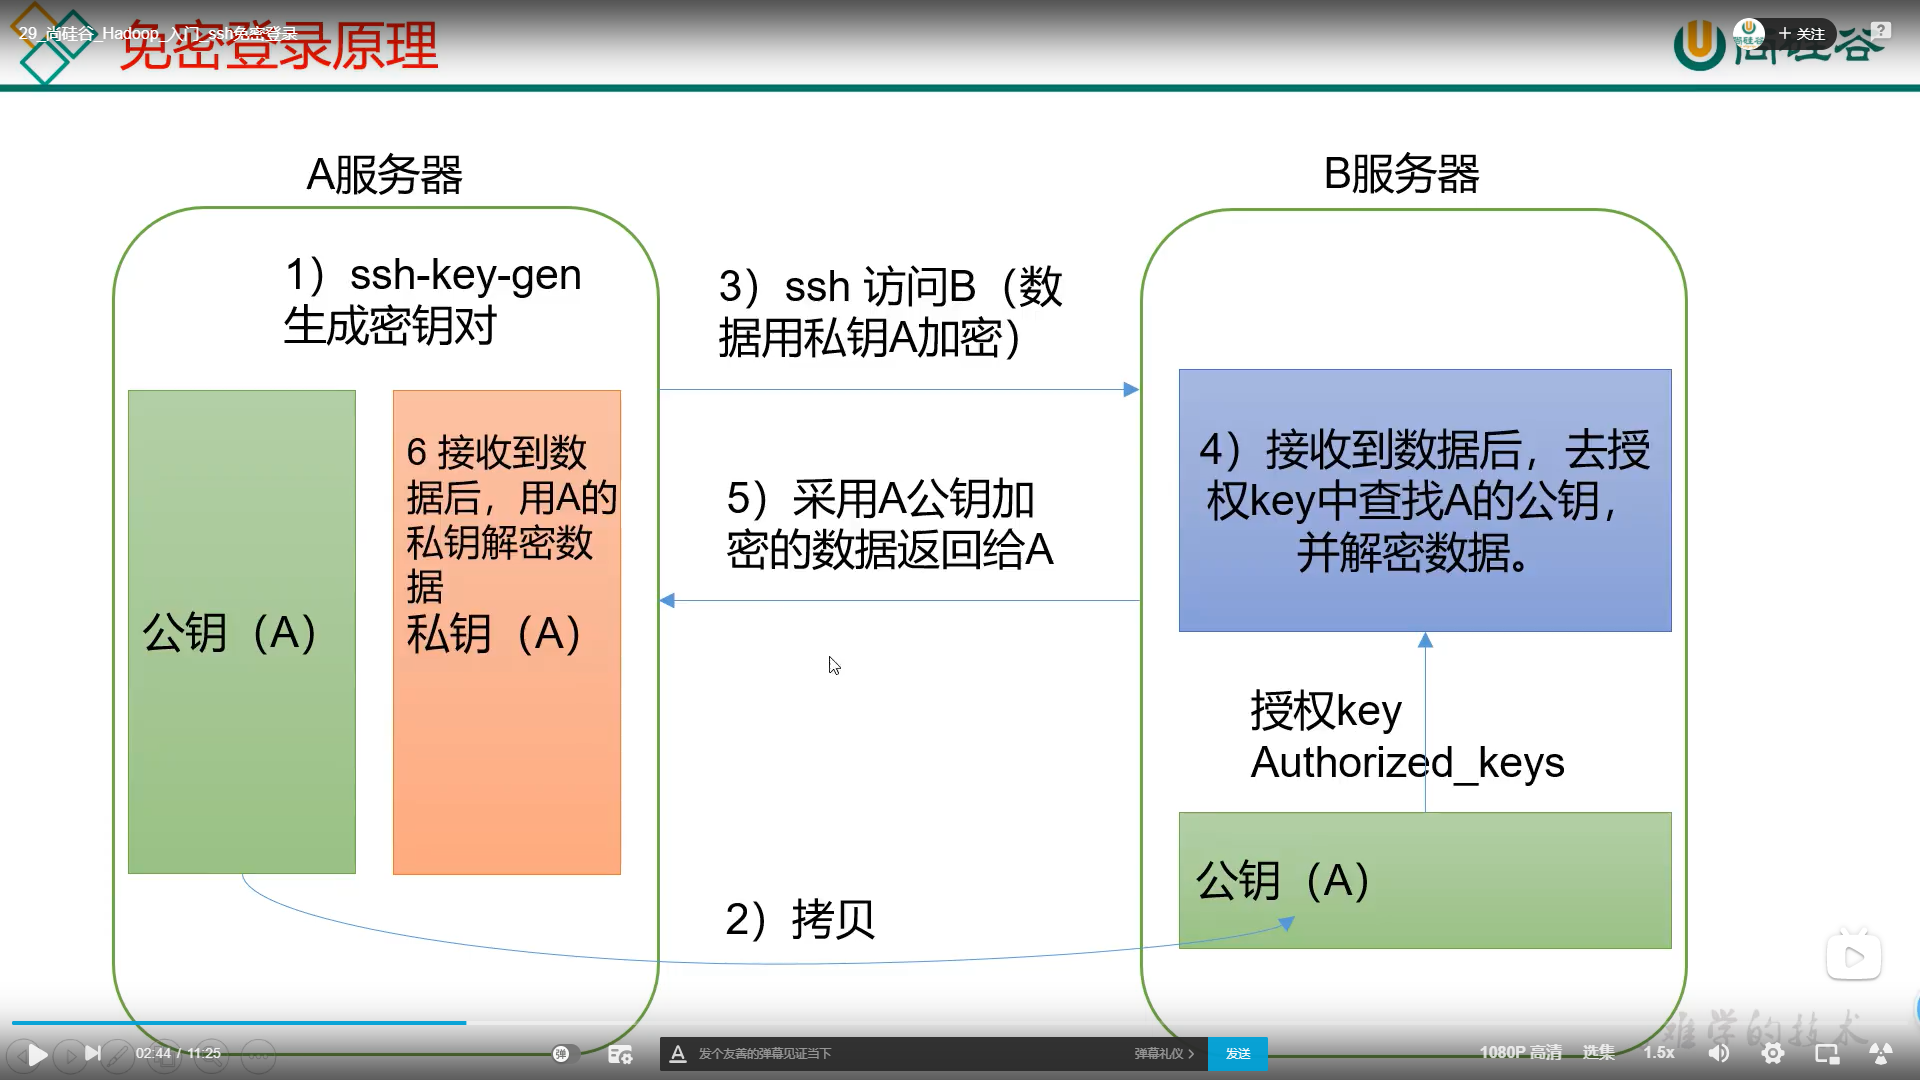 29_尚硅谷_Hadoop_入门_ssh免密登录
免密登录原理
+ 关注
尚硅谷
A服务器
B服务器
1）ssh-key-gen
生成密钥对
3）ssh 访问B（数
据用私钥A加密）
6 接收到数
据后，用A的
私钥解密数
据
公钥（A）
私钥（A）
5）采用A公钥加
密的数据返回给A
4）接收到数据后，去授
权key中查找A的公钥，
并解密数据。
授权key
Authorized_keys
公钥（A）
2）拷贝
难学的技术
02:44 / 11:25
弹
发个友善的弹幕见证当下
弹幕礼仪 >
发送
1080P 高清
选集
1.5x